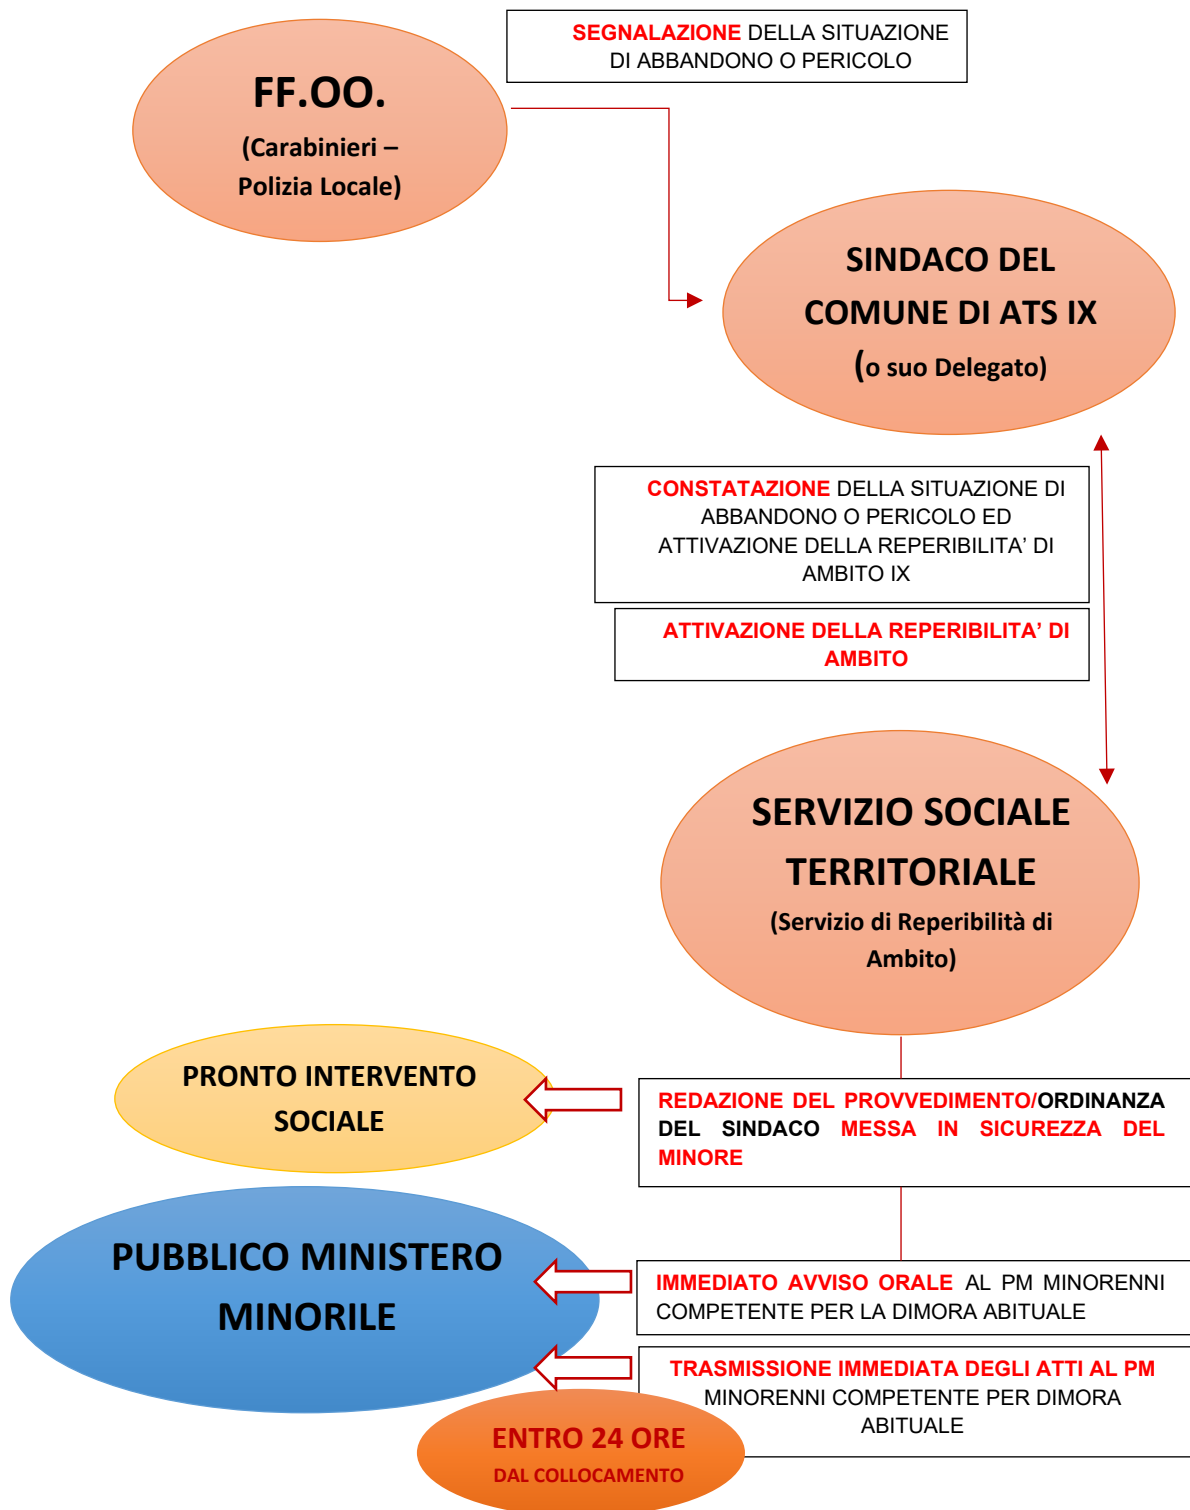 SEGNALAZIONE DELLA SITUAZIONE
DI ABBANDONO O PERICOLO
FF.OO.
(Carabinieri –
Polizia Locale)
SINDACO DEL
COMUNE DI ATS IX
(o suo Delegato)
CONSTATAZIONE DELLA SITUAZIONE DI
ABBANDONO O PERICOLO ED
ATTIVAZIONE DELLA REPERIBILITA’ DI
AMBITO IX
ATTIVAZIONE DELLA REPERIBILITA’ DI
AMBITO
SERVIZIO SOCIALE
TERRITORIALE
(Servizio di Reperibilità di
Ambito)
PRONTO INTERVENTO
SOCIALE
REDAZIONE DEL PROVVEDIMENTO/ORDINANZA
DEL SINDACO MESSA IN SICUREZZA DEL
MINORE
PUBBLICO MINISTERO
MINORILE
IMMEDIATO AVVISO ORALE AL PM MINORENNI
COMPETENTE PER LA DIMORA ABITUALE
TRASMISSIONE IMMEDIATA DEGLI ATTI AL PM
MINORENNI COMPETENTE PER DIMORA
ABITUALE
ENTRO 24 ORE
DAL COLLOCAMENTO